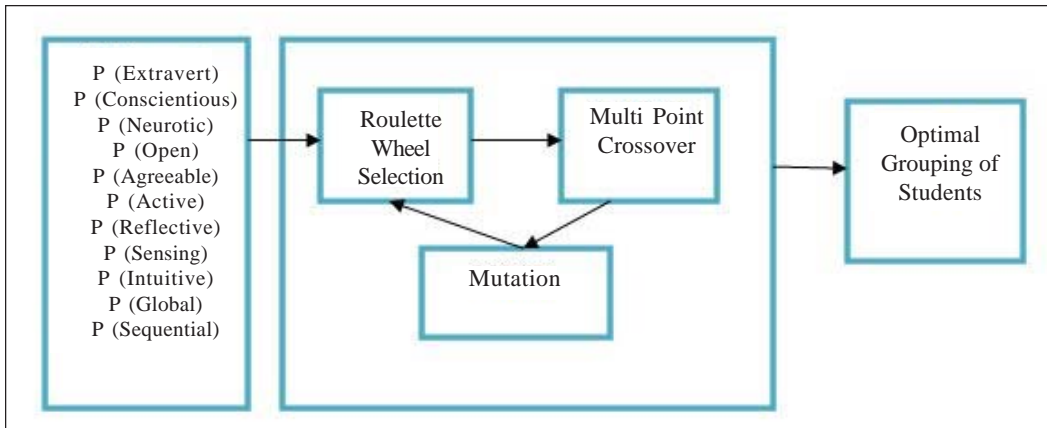 P (Extravert)
P (Conscientious)
P (Neurotic)
P (Open)
P (Agreeable)
P (Active)
P (Reflective)
P (Sensing)
P (Intuitive)
P (Global)
P (Sequential)
Roulette
Wheel
Selection
Multi Point
Crossover
Mutation
Optimal
Grouping of
Students